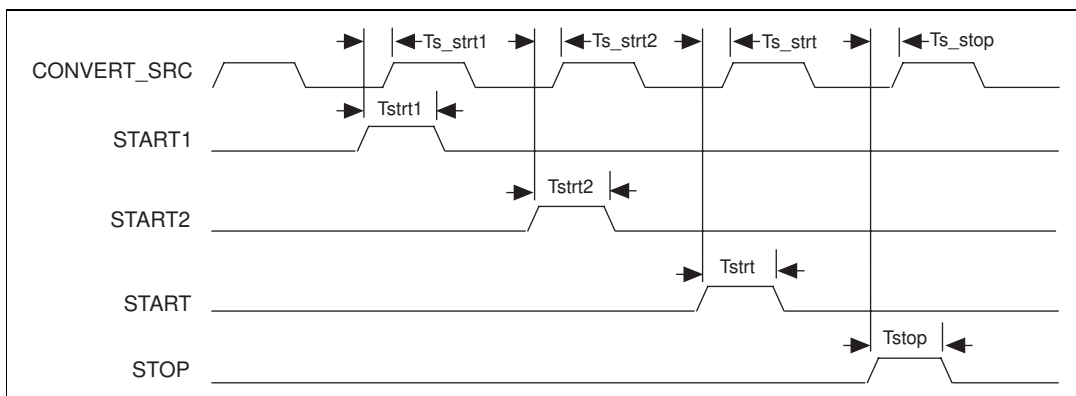 Ts_strt1 Ts_strt2 Ts_strt Ts_stop
CONVERT_SRC
Tstrt1
START1
Tstrt2
START2
Tstrt
START
Tstop
STOP